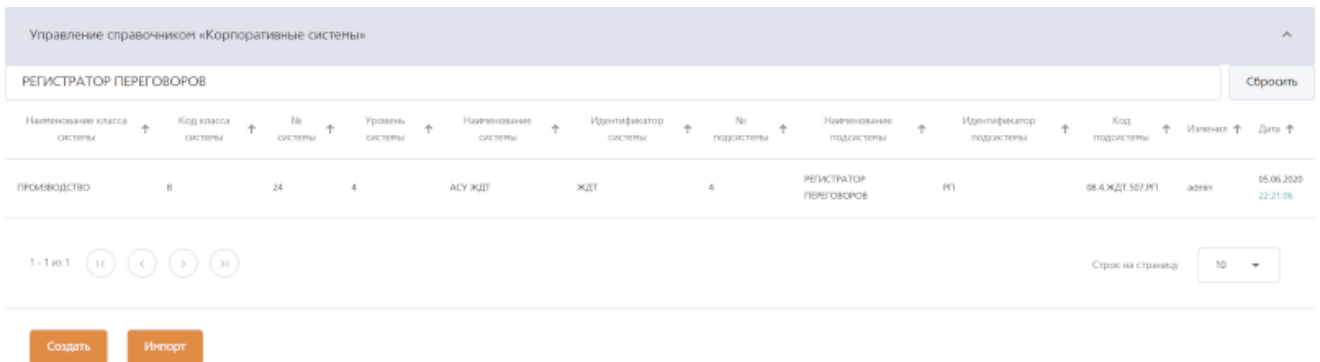 Управление справочником «Корпоративные системы»
РЕГИСТРАТОР ПЕРЕГОВОРОВ Сбросить
Наименование класса системы Код класса системы № системы Уровень системы Наименование системы Идентификатор системы № подсистемы Наименование подсистемы Идентификатор подсистемы Код подсистемы Изменил Дата
ПРОИЗВОДСТВО 8 24 4 АСУ ЖДТ ЖДТ 4 РЕГИСТРАТОР ПЕРЕГОВОРОВ РП 08.4.ЖДТ.507.РП admin 05.06.2020 22:21:06
1 - 1 из 1 Строк на страницу 10
Создать Импорт